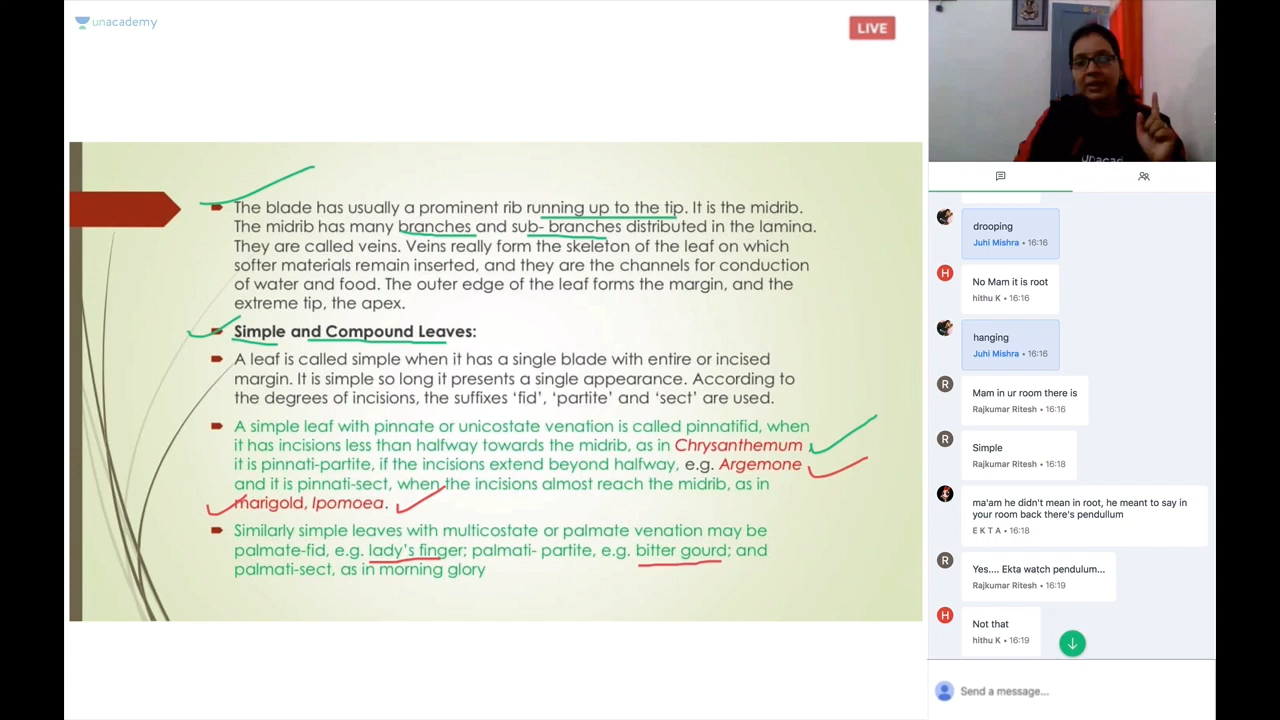 unacademy
LIVE
The blade has usually a prominent rib running up to the tip. It is the midrib.
The midrib has many branches and sub- branches distributed in the lamina.
They are called veins. Veins really form the skeleton of the leaf on which
softer materials remain inserted, and they are the channels for conduction
of water and food. The outer edge of the leaf forms the margin, and the
extreme tip, the apex.
Simple and Compound Leaves:
A leaf is called simple when it has a single blade with entire or incised
margin. It is simple so long it presents a single appearance. According to
the degrees of incisions, the suffixes ‘fid’, ‘partite’ and ‘sect’ are used.
A simple leaf with pinnate or unicostate venation is called pinnatifid, when
it has incisions less than halfway towards the midrib, as in Chrysanthemum
it is pinnati-partite, if the incisions extend beyond halfway, e.g. Argemone
and it is pinnati-sect, when the incisions almost reach the midrib, as in
marigold, Ipomoea.
Similarly simple leaves with multicostate or palmate venation may be
palmate-fid, e.g. lady’s finger; palmati- partite, e.g. bitter gourd; and
palmati-sect, as in morning glory
drooping
Juhi Mishra • 16:16
No Mam it is root
hithu K • 16:16
hanging
Juhi Mishra • 16:16
R
Mam in ur room there is
Rajkumar Ritesh • 16:16
R
Simple
Rajkumar Ritesh • 16:18
ma'am he didn't mean in root, he meant to say in
your room back there's pendullum
E K T A • 16:18
R
Yes.... Ekta watch pendulum...
Rajkumar Ritesh • 16:19
H
Not that
hithu K • 16:19
Send a message...